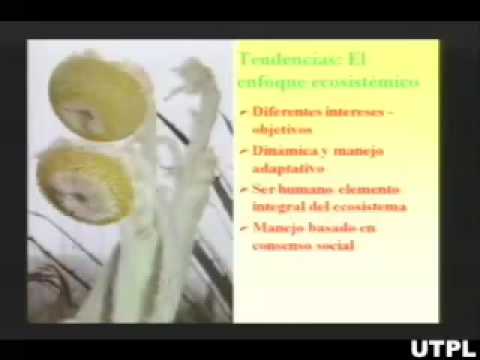 Tendencias: El
enfoque ecosistémico
Diferentes intereses -
objetivos
Dinámica y manejo
adaptativo
Ser humano elemento
integral del ecosistema
Manejo basado en
consenso social
UTPL